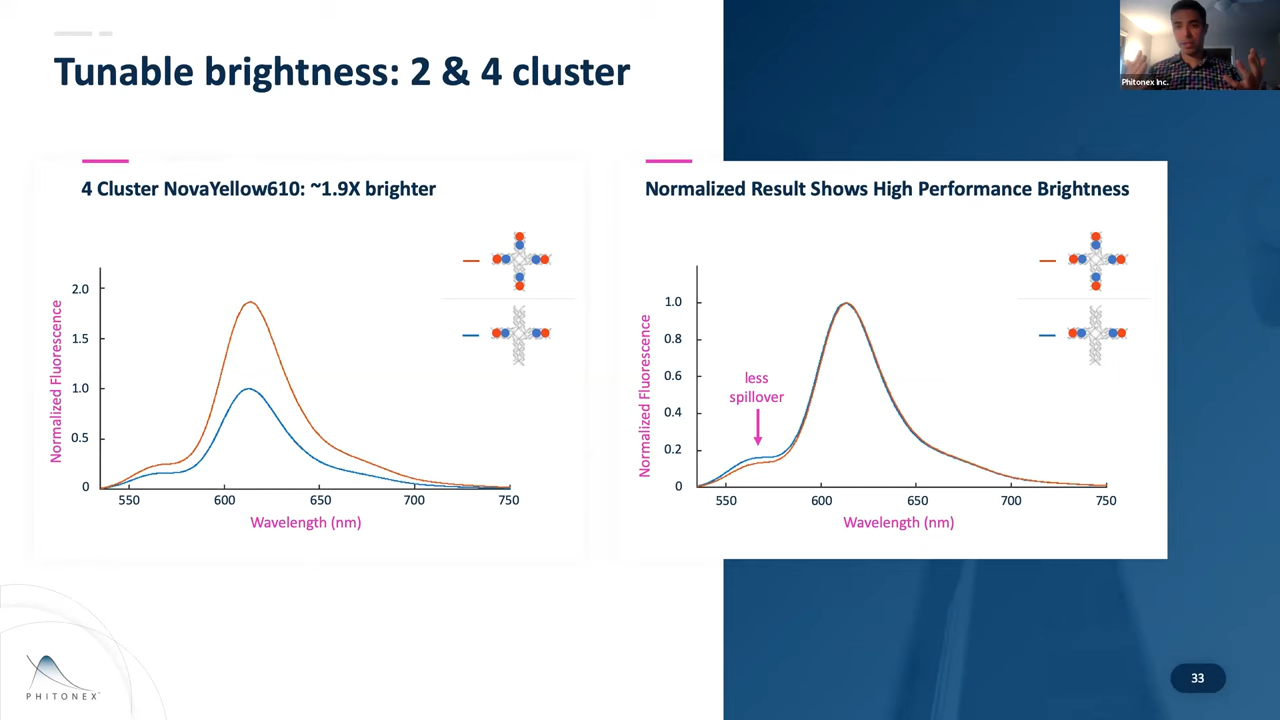 Tunable brightness: 2 & 4 cluster
Phitonex Inc.
4 Cluster NovaYellow610: ~1.9X brighter
Normalized Fluorescence
2.0
1.5
1.0
0.5
0
550
600
650
700
750
Wavelength (nm)
Normalized Result Shows High Performance Brightness
Normalized Fluorescence
1.0
0.8
0.6
0.4
0.2
0
less
spillover
550
600
650
700
750
Wavelength (nm)
PHITONEX
33